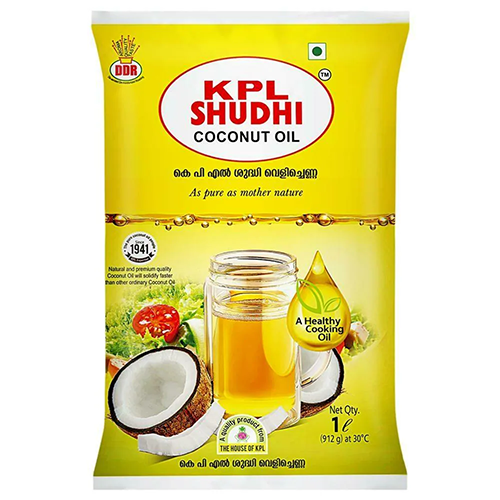 DDR
TM
KPL
SHUDHI
COCONUT OIL
കെ പി എൽ ശുദ്ധി വെളിച്ചെണ്ണ
As pure as mother nature
Since
1941
Natural and premium quality
Coconut Oil will solidify faster
than other ordinary Coconut Oil
A Healthy
Cooking
Oil
Net Qty.
1ℓ
(912 g) at 30°C
A quality product from
THE HOUSE OF KPL
കെ പി എൽ ശുദ്ധി വെളിച്ചെണ്ണ